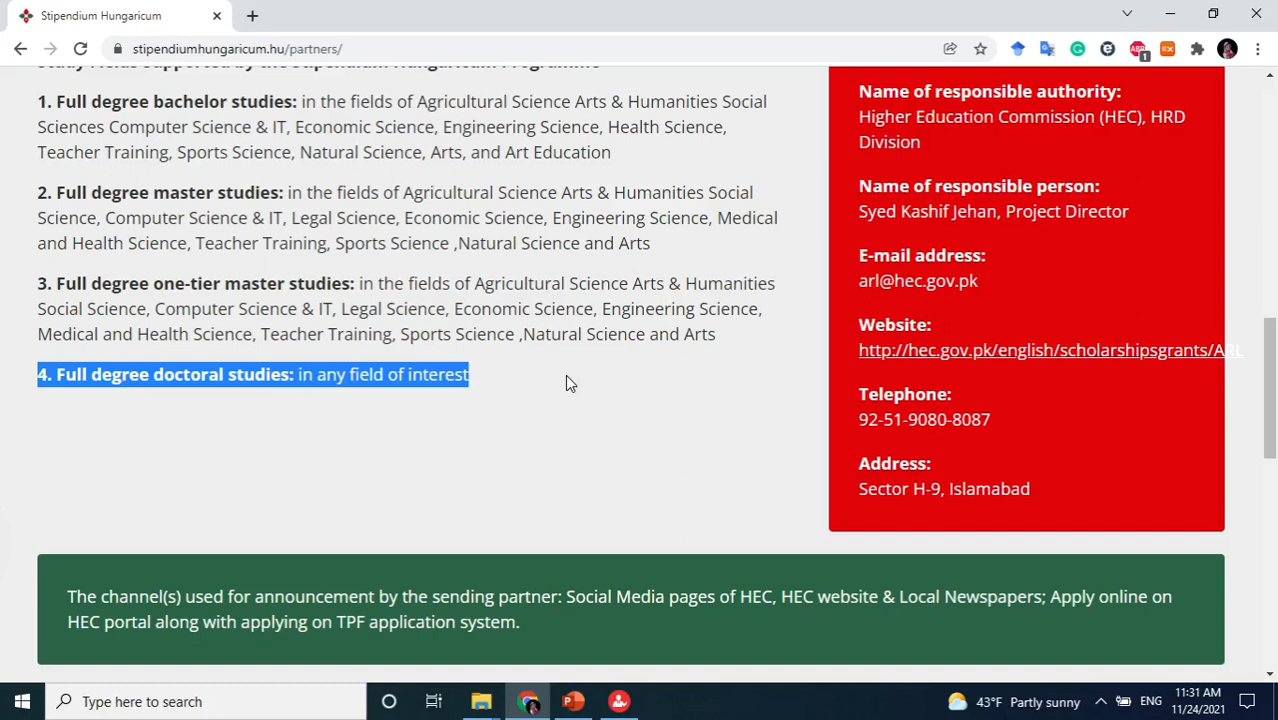 Stipendium Hungaricum
stipendiumhungaricum.hu/partners/
1. Full degree bachelor studies: in the fields of Agricultural Science Arts & Humanities Social
Sciences Computer Science & IT, Economic Science, Engineering Science, Health Science,
Teacher Training, Sports Science, Natural Science, Arts, and Art Education
2. Full degree master studies: in the fields of Agricultural Science Arts & Humanities Social
Science, Computer Science & IT, Legal Science, Economic Science, Engineering Science, Medical
and Health Science, Teacher Training, Sports Science ,Natural Science and Arts
3. Full degree one-tier master studies: in the fields of Agricultural Science Arts & Humanities
Social Science, Computer Science & IT, Legal Science, Economic Science, Engineering Science,
Medical and Health Science, Teacher Training, Sports Science ,Natural Science and Arts
4. Full degree doctoral studies: in any field of interest
Name of responsible authority:
Higher Education Commission (HEC), HRD
Division
Name of responsible person:
Syed Kashif Jehan, Project Director
E-mail address:
arl@hec.gov.pk
Website:
http://hec.gov.pk/english/scholarshipsgrants/ARL
Telephone:
92-51-9080-8087
Address:
Sector H-9, Islamabad
The channel(s) used for announcement by the sending partner: Social Media pages of HEC, HEC website & Local Newspapers; Apply online on
HEC portal along with applying on TPF application system.
Type here to search
43°F Partly sunny
ENG
11:31 AM
11/24/2021